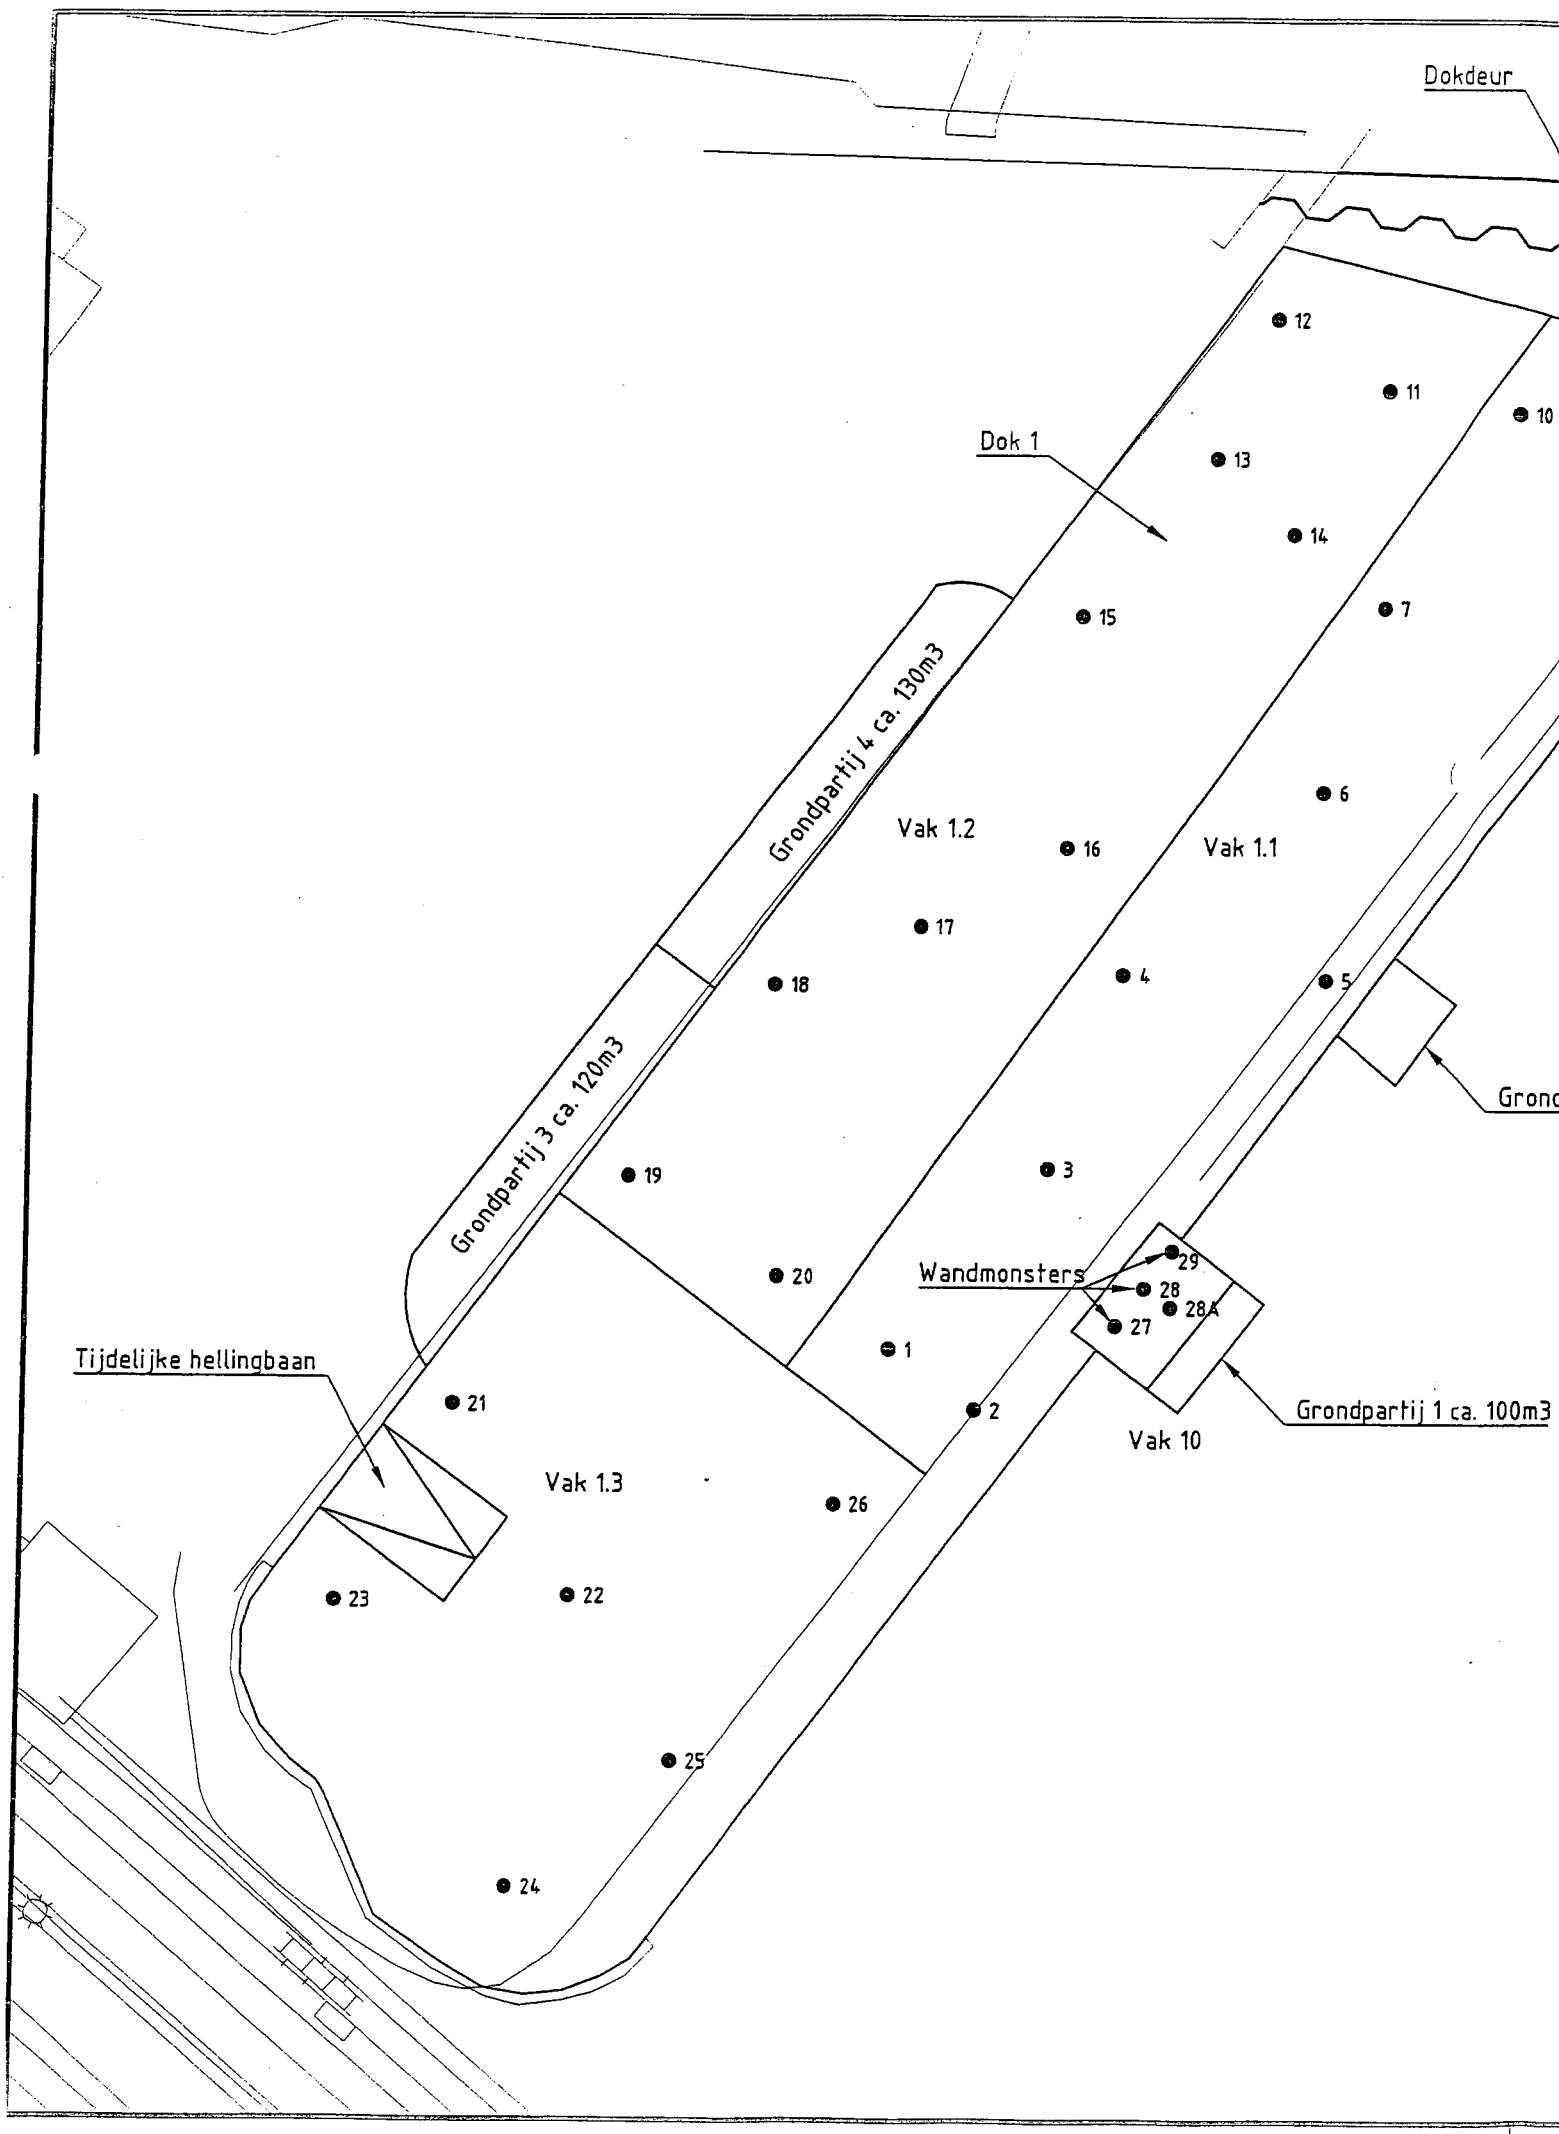 Dokdeur
12
11
10
Dok 1
13
14
15
7
Grondpartij 4 ca. 130m3
6
Vak 1.2
16
Vak 1.1
17
4
18
5
Grondpartij 3 ca. 120m3
Grond
3
19
29
Wandmonsters
20
28
28A
27
1
Tijdelijke hellingbaan
21
2
Grondpartij 1 ca. 100m3
Vak 10
Vak 1.3
26
22
23
25
24